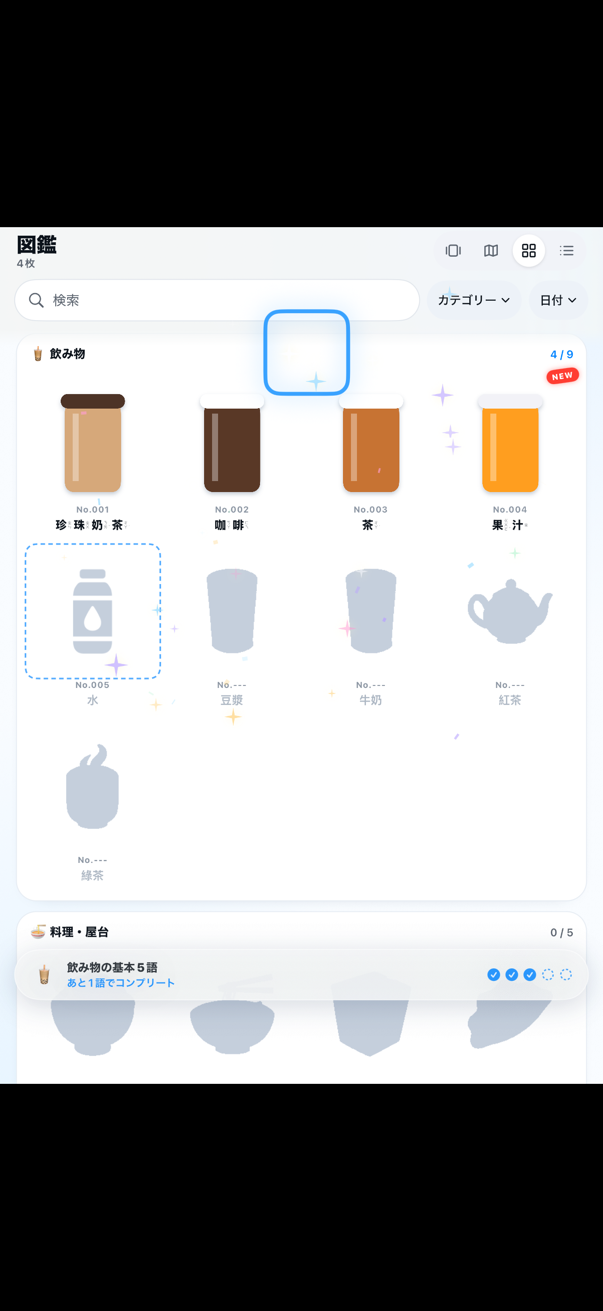 図鑑
4枚
検索
カテゴリー
日付
飲み物
4 / 9
NEW
No.001
珍珠奶茶
No.002
咖啡
No.003
茶
No.004
果汁
No.005
水
No.---
豆漿
No.---
牛奶
No.---
紅茶
No.---
綠茶
料理・屋台
0 / 5
飲み物の基本5語
あと1語でコンプリート